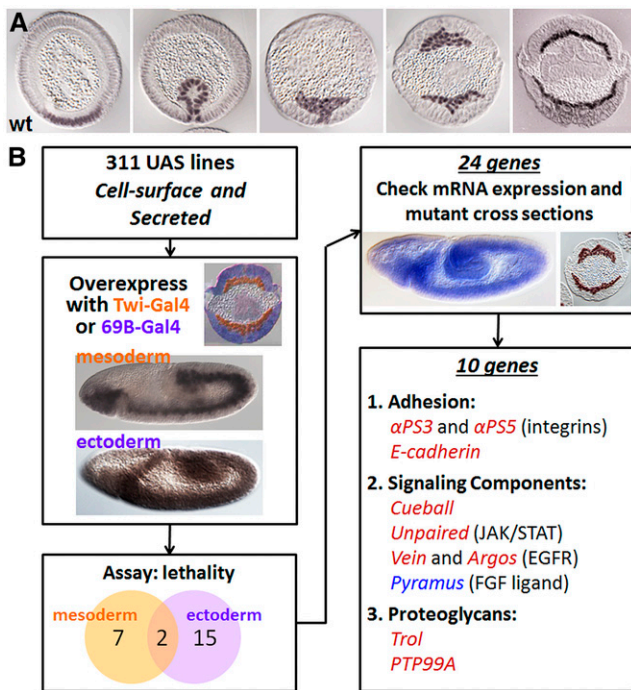 A
wt
B
311 UAS lines
Cell-surface and
Secreted
Overexpress
with Twi-Gal4
or 69B-Gal4
mesoderm
ectoderm
Assay: lethality
mesoderm
ectoderm
7
2
15
24 genes
Check mRNA expression and
mutant cross sections
10 genes
1. Adhesion:
αPS3 and αPS5 (integrins)
E-cadherin
2. Signaling Components:
Cueball
Unpaired (JAK/STAT)
Vein and Argos (EGFR)
Pyramus (FGF ligand)
3. Proteoglycans:
Trol
PTP99A